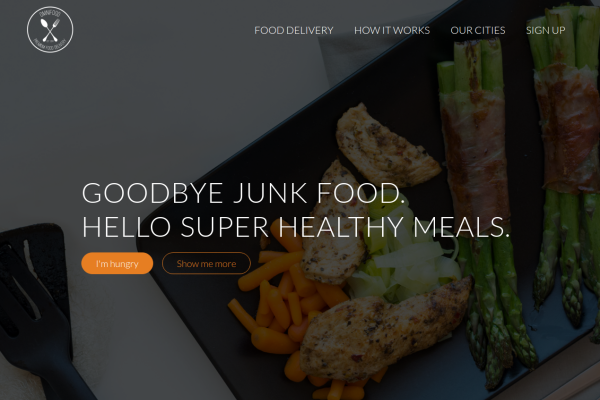 OMNIFOOD
FOOD DELIVERY HOW IT WORKS OUR CITIES SIGN UP
GOODBYE JUNK FOOD.
HELLO SUPER HEALTHY MEALS.
I'm hungry Show me more